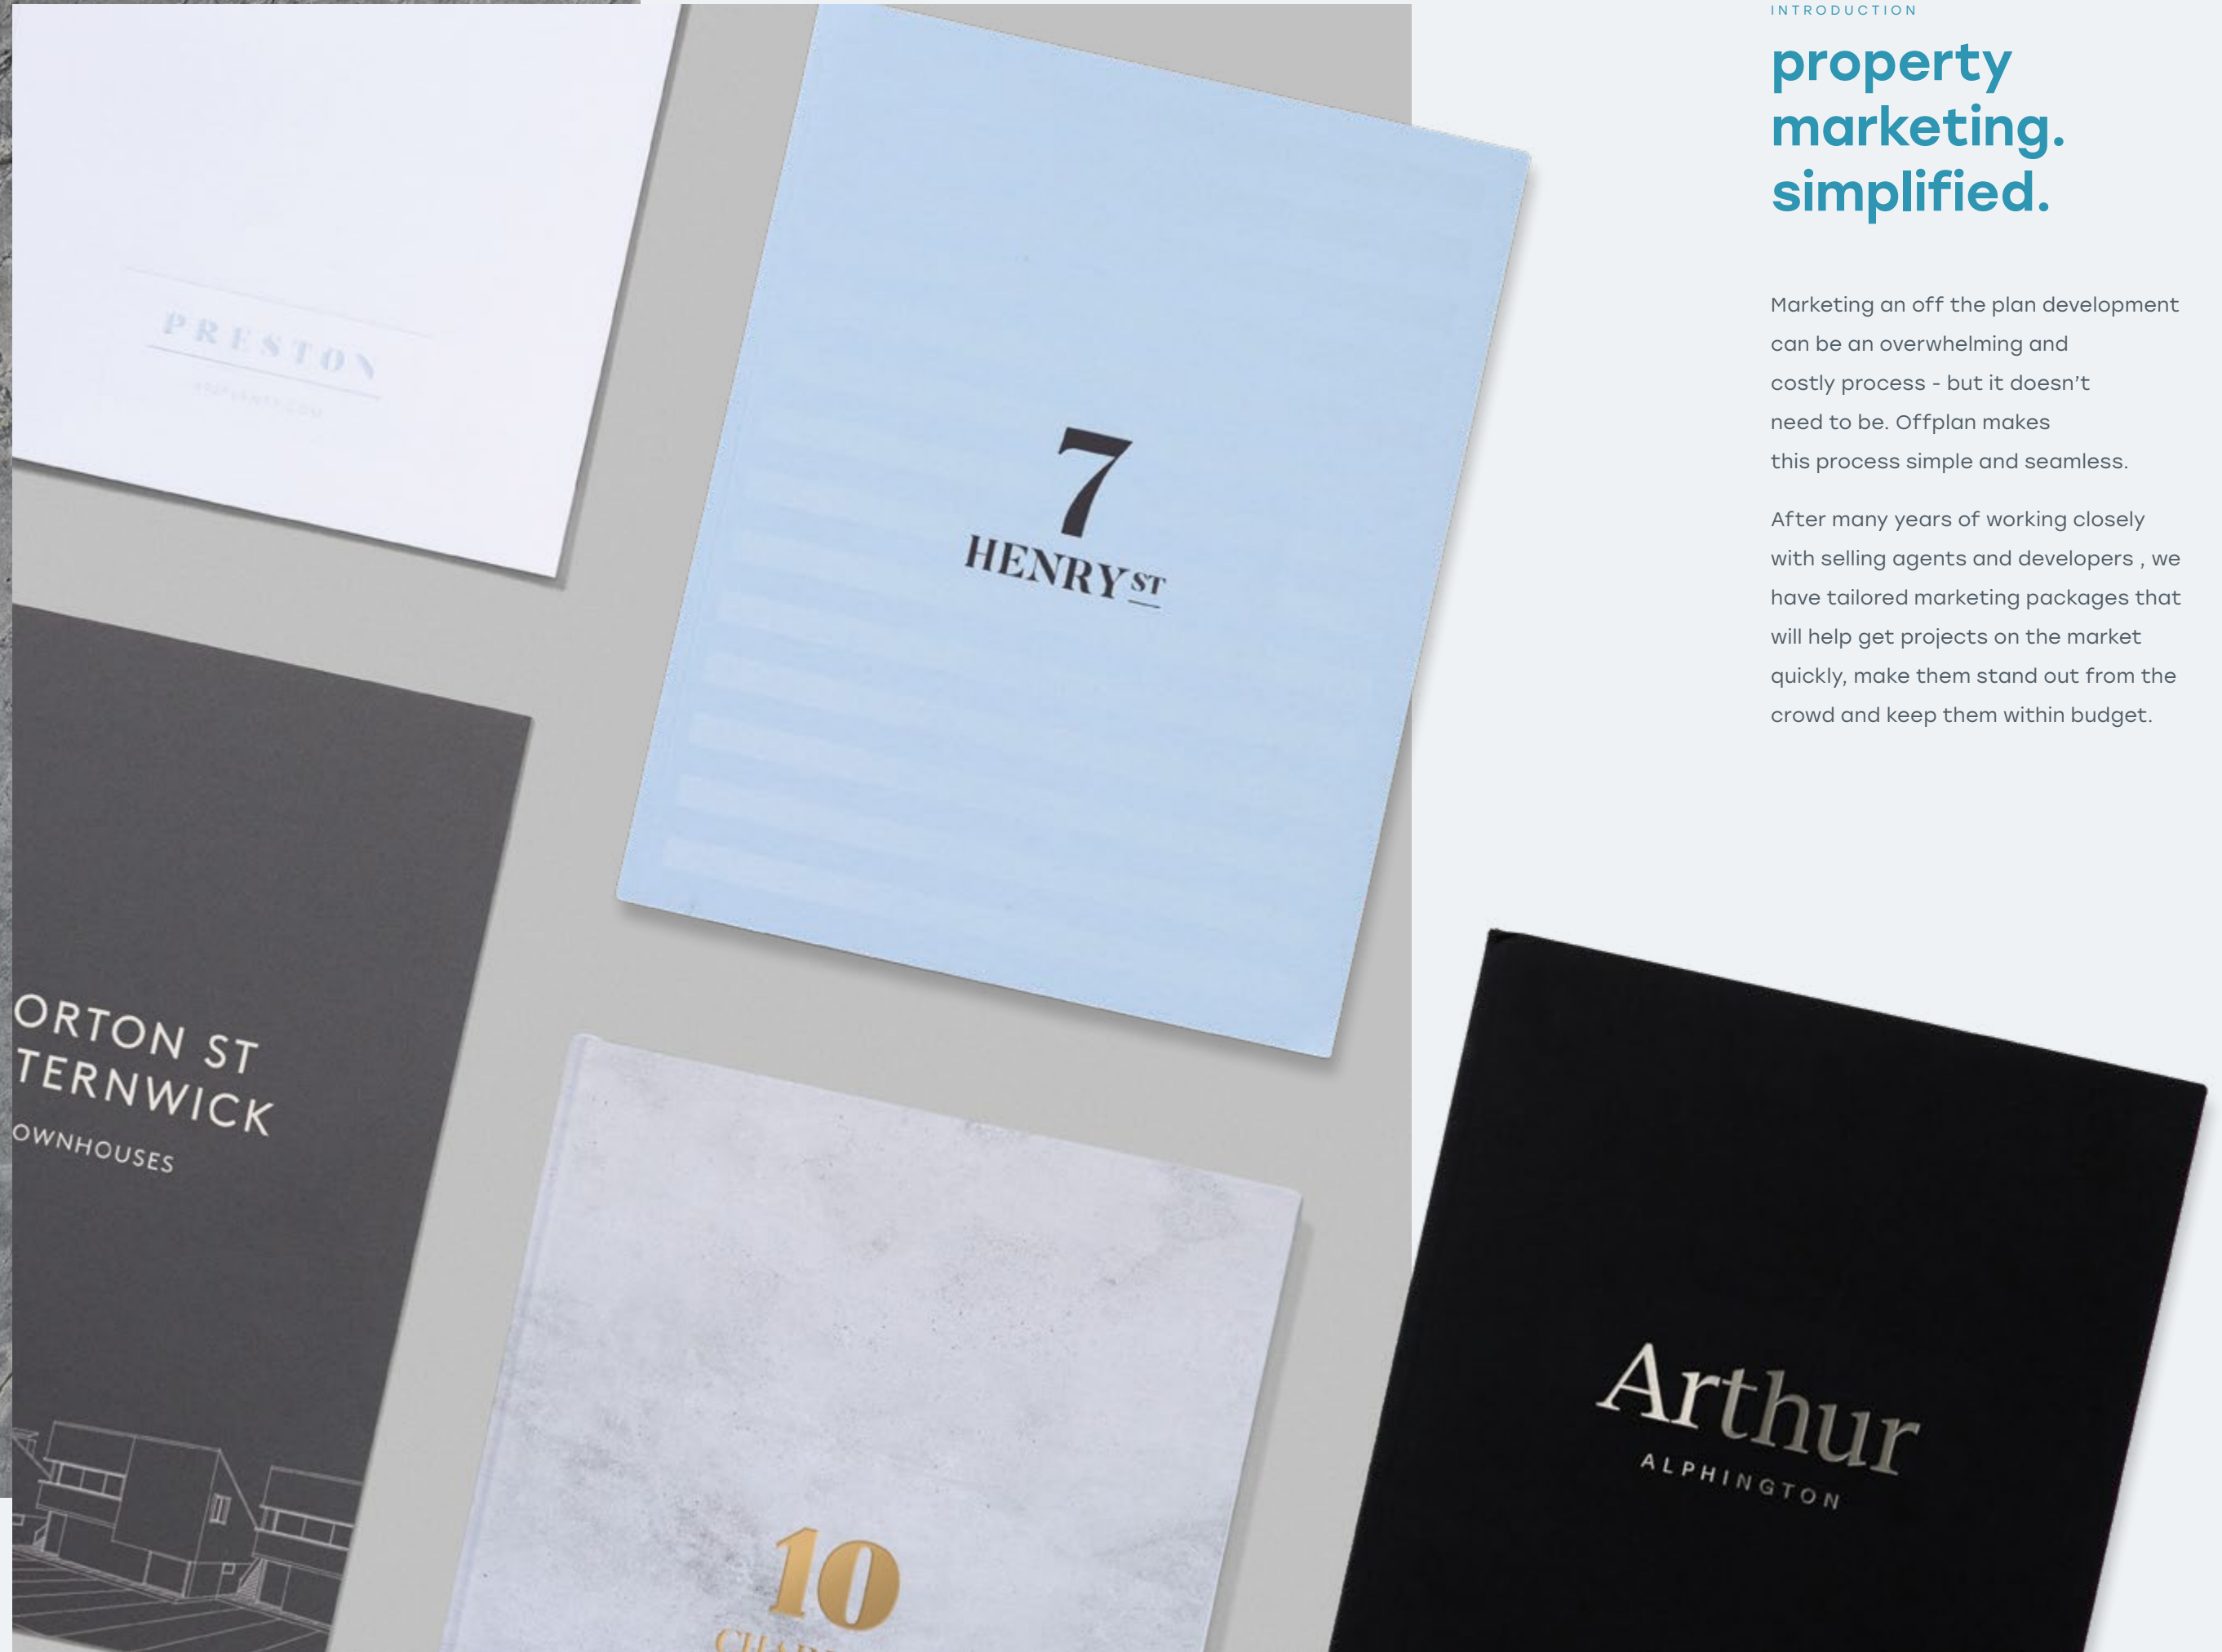 INTRODUCTION
property
marketing.
simplified.
Marketing an off the plan development
can be an overwhelming and
costly process - but it doesn’t
need to be. Offplan makes
this process simple and seamless.
After many years of working closely
with selling agents and developers , we
have tailored marketing packages that
will help get projects on the market
quickly, make them stand out from the
crowd and keep them within budget.
PRESTON
7
HENRY ST
ORTON ST
TERNWICK
OWNHOUSES
10
Arthur
ALPHINGTON